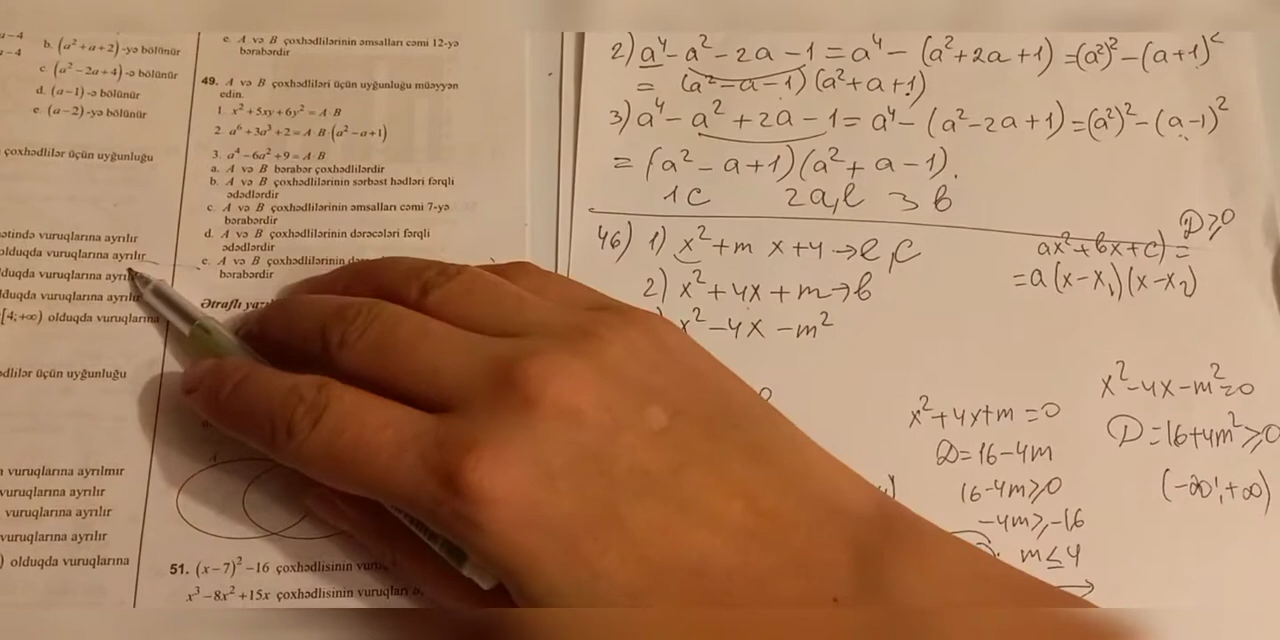 a−4
a−4
b. (a²+a+2)-yə bölünür
c. (a²−2a+4)-ə bölünür
d. (a−1)-ə bölünür
e. (a−2)-yə bölünür
çoxhədlilər üçün uyğunluğu
vuruqlarına ayrılır
olduqda vuruqlarına ayrılır
vuruqlarına
vuruqlarına ayrılır
[4;+∞) olduqda vuruqlarına
üçün uyğunluğu
vuruqlarına ayrılmır
vuruqlarına ayrılır
vuruqlarına ayrılır
vuruqlarına ayrılır
) olduqda vuruqlarına
e. A və B çoxhədlilərinin əmsalları cəmi 12-yə
bərabərdir
49. A və B çoxhədliləri üçün uyğunluğu müəyyən
edin.
1. x²+5xy+6y²=A·B
2. a⁶+3a³+2=A·B·(a²−a+1)
3. a⁴−6a²+9=A·B
a. A və B bərabər çoxhədlilərdir
b. A və B çoxhədlilərinin sərbəst hədləri fərqli
ədədlərdir
c. A və B çoxhədlilərinin əmsalları cəmi 7-yə
bərabərdir
d. A və B çoxhədlilərinin dərəcələri fərqli
ədədlərdir
e. A və B çoxhədlilərinin
bərabərdir
Ətraflı
51. (x−7)²−16 çoxhədlisinin
x³−8x²+15x çoxhədlisinin vuruqları
2) a⁴−a²−2a−1=a⁴−(a²+2a+1)=(a²)²−(a+1)²
=(a²−a−1)(a²+a+1)
3) a⁴−a²+2a−1=a⁴−(a²−2a+1)=(a²)²−(a−1)²
=(a²−a+1)(a²+a−1).
1c 2a,e 3b
46) 1) x²+mx+4→e,c
2) x²+4x+m→b
x²−4x−m²
D≥0
ax²+bx+c)=
=a(x−x₁)(x−x₂)
x²+4x+m=0
D=16−4m
16−4m≥0
−4m≥−16
m≤4
x²−4x−m²=0
D=16+4m²≥0
(−∞;+∞)